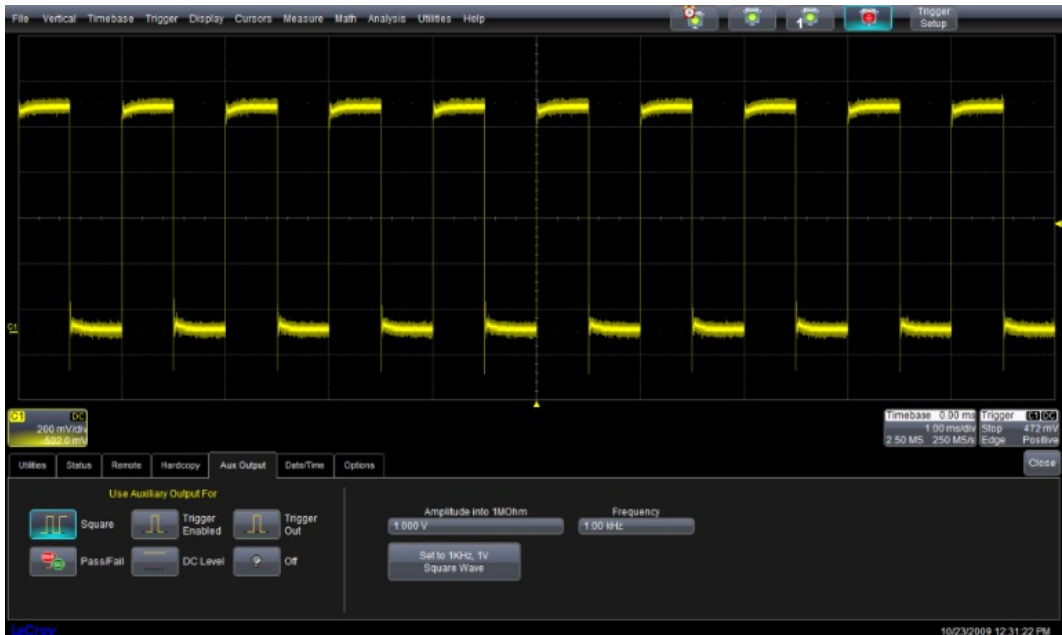 File Vertical Timebase Trigger Display Cursors Measure Math Analysis Utilities Help
1
Trigger
Setup
C1
C1 DC
200 mV/div
-502.0 mV
Timebase 0.00 ms
1.00 ms/div
2.50 MS 250 MS/s
Trigger C1 DC
Stop 472 mV
Edge Positive
Utilities Status Remote Hardcopy Aux Output Date/Time Options Close
Use Auxiliary Output For
Square
Trigger
Enabled
Trigger
Out
Pass/Fail
DC Level
?
Off
Amplitude into 1MOhm
1.000 V
Frequency
1.00 kHz
Set to 1KHz, 1V
Square Wave
LeCroy
10/23/2009 12:31:22 PM